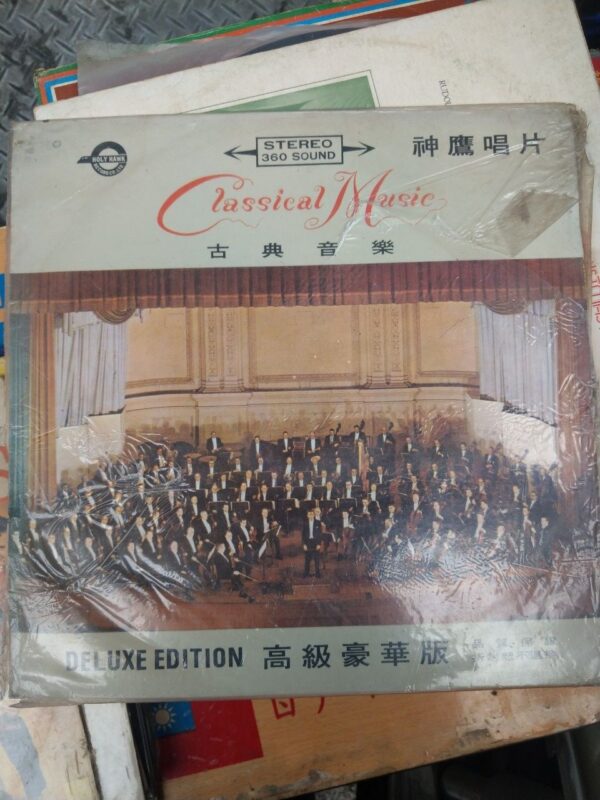 RUDOL
HOLY HAWK
STEREO
360 SOUND
神鷹唱片
Classical Music
古典音樂
DELUXE EDITION 高級豪華版